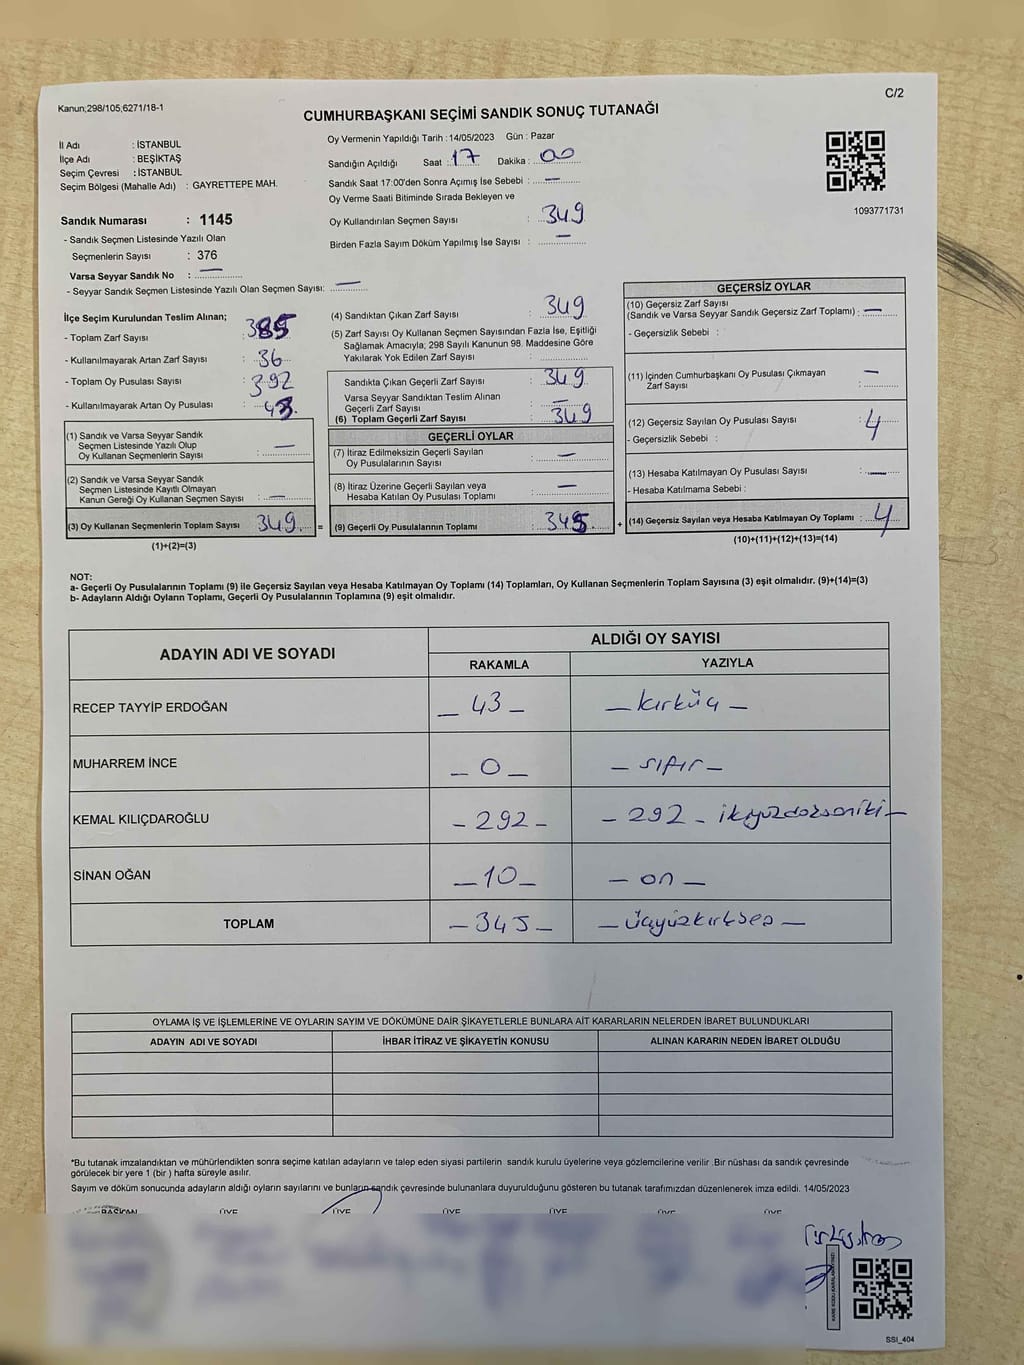 Kanun;298/105;6271/18-1
C/2
CUMHURBAŞKANI SEÇİMİ SANDIK SONUÇ TUTANAĞI
İl Adı : İSTANBUL
İlçe Adı : BEŞİKTAŞ
Seçim Çevresi : İSTANBUL
Seçim Bölgesi (Mahalle Adı) : GAYRETTEPE MAH.
Sandık Numarası : 1145
- Sandık Seçmen Listesinde Yazılı Olan
Seçmenlerin Sayısı : 376
Varsa Seyyar Sandık No : —
- Seyyar Sandık Seçmen Listesinde Yazılı Olan Seçmen Sayısı: —
Oy Vermenin Yapıldığı Tarih : 14/05/2023 Gün : Pazar
Sandığın Açıldığı Saat : 17 Dakika : 00
Sandık Saat 17:00'den Sonra Açımış İse Sebebi : —
Oy Verme Saati Bitiminde Sırada Bekleyen ve
Oy Kullandırılan Seçmen Sayısı : 349
Birden Fazla Sayım Döküm Yapılmış İse Sayısı : —
1093771731
İlçe Seçim Kurulundan Teslim Alınan;
- Toplam Zarf Sayısı : 385
- Kullanılmayarak Artan Zarf Sayısı : 36
- Toplam Oy Pusulası Sayısı : 392
- Kullanılmayarak Artan Oy Pusulası : 43
(1) Sandık ve Varsa Seyyar Sandık
Seçmen Listesinde Yazılı Olup
Oy Kullanan Seçmenlerin Sayısı : —
(2) Sandık ve Varsa Seyyar Sandık
Seçmen Listesinde Kayıtlı Olmayan
Kanun Gereği Oy Kullanan Seçmen Sayısı : —
(3) Oy Kullanan Seçmenlerin Toplam Sayısı : 349
(1)+(2)=(3)
(4) Sandıktan Çıkan Zarf Sayısı : 349
(5) Zarf Sayısı Oy Kullanan Seçmen Sayısından Fazla İse, Eşitliği
Sağlamak Amacıyla; 298 Sayılı Kanunun 98. Maddesine Göre
Yakılarak Yok Edilen Zarf Sayısı :
Sandıkta Çıkan Geçerli Zarf Sayısı : 349
Varsa Seyyar Sandıktan Teslim Alınan
Geçerli Zarf Sayısı : —
(6) Toplam Geçerli Zarf Sayısı : 349
GEÇERLİ OYLAR
(7) İtiraz Edilmeksizin Geçerli Sayılan
Oy Pusulalarının Sayısı : —
(8) İtiraz Üzerine Geçerli Sayılan veya
Hesaba Katılan Oy Pusulası Toplamı : —
= (9) Geçerli Oy Pusulalarının Toplamı : 345
GEÇERSİZ OYLAR
(10) Geçersiz Zarf Sayısı
(Sandık ve Varsa Seyyar Sandık Geçersiz Zarf Toplamı) : —
- Geçersizlik Sebebi :
(11) İçinden Cumhurbaşkanı Oy Pusulası Çıkmayan
Zarf Sayısı : —
(12) Geçersiz Sayılan Oy Pusulası Sayısı : 4
- Geçersizlik Sebebi :
(13) Hesaba Katılmayan Oy Pusulası Sayısı : —
- Hesaba Katılmama Sebebi :
+ (14) Geçersiz Sayılan veya Hesaba Katılmayan Oy Toplamı : 4
(10)+(11)+(12)+(13)=(14)
NOT:
a- Geçerli Oy Pusulalarının Toplamı (9) ile Geçersiz Sayılan veya Hesaba Katılmayan Oy Toplamı (14) Toplamları, Oy Kullanan Seçmenlerin Toplam Sayısına (3) eşit olmalıdır. (9)+(14)=(3)
b- Adayların Aldığı Oyların Toplamı, Geçerli Oy Pusulalarının Toplamına (9) eşit olmalıdır.
ADAYIN ADI VE SOYADI ALDIĞI OY SAYISI
RAKAMLA YAZIYLA
RECEP TAYYİP ERDOĞAN — 43 — — kırküç —
MUHARREM İNCE — 0 — — sıfır —
KEMAL KILIÇDAROĞLU — 292 — — 292 — ikiyüzdoksaniki —
SİNAN OĞAN — 10 — — on —
TOPLAM — 345 — — üçyüzkırkbeş —
OYLAMA İŞ VE İŞLEMLERİNE VE OYLARIN SAYIM VE DÖKÜMÜNE DAİR ŞİKAYETLERLE BUNLARA AİT KARARLARIN NELERDEN İBARET BULUNDUKLARI
ADAYIN ADI VE SOYADI İHBAR İTİRAZ VE ŞİKAYETİN KONUSU ALINAN KARARIN NEDEN İBARET OLDUĞU
*Bu tutanak imzalandıktan ve mühürlendikten sonra seçime katılan adayların ve talep eden siyasi partilerin sandık kurulu üyelerine veya gözlemcilerine verilir .Bir nüshası da sandık çevresinde
görülecek bir yere 1 (bir ) hafta süreyle asılır.
Sayım ve döküm sonucunda adayların aldığı oyların sayılarını ve bunların sandık çevresinde bulunanlara duyurulduğunu gösteren bu tutanak tarafımızdan düzenlenerek imza edildi. 14/05/2023
BAŞKAN ÜYE ÜYE ÜYE ÜYE ÜYE ÜYE
SSI_404